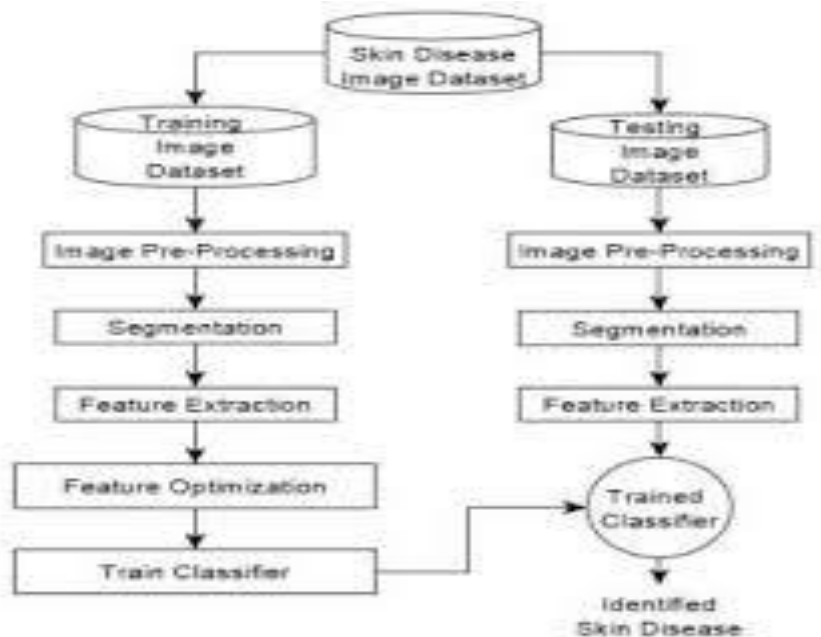 Skin Disease
Image Dataset
Training
Image
Dataset
Image Pre-Processing
Segmentation
Feature Extraction
Feature Optimization
Train Classifier
Testing
Image
Dataset
Image Pre-Processing
Segmentation
Feature Extraction
Trained
Classifier
Identified
Skin Disease